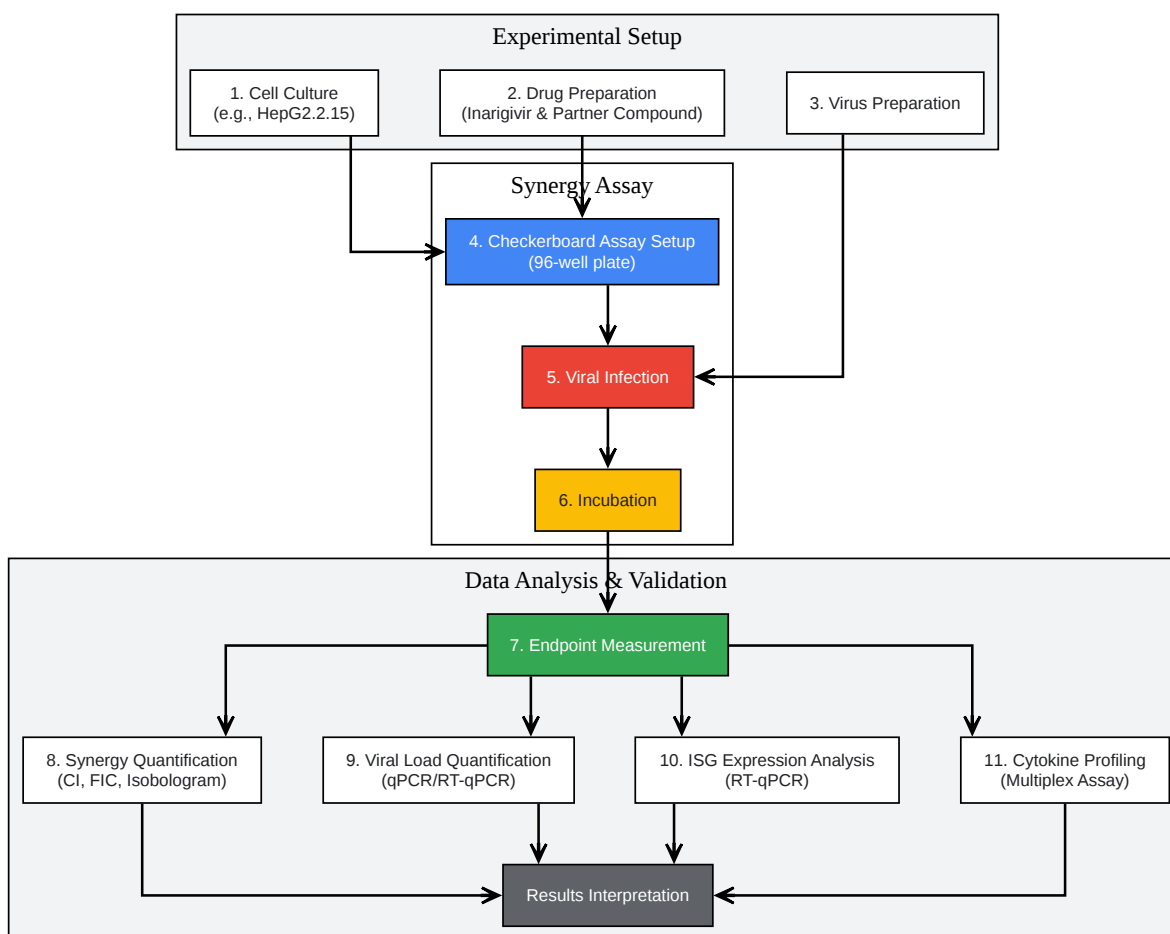 Experimental Setup
1. Cell Culture
(e.g., HepG2.2.15)
2. Drug Preparation
(Inarigivir & Partner Compound)
3. Virus Preparation
Synergy Assay
4. Checkerboard Assay Setup
(96-well plate)
5. Viral Infection
6. Incubation
Data Analysis & Validation
7. Endpoint Measurement
8. Synergy Quantification
(CI, FIC, Isobologram)
9. Viral Load Quantification
(qPCR/RT-qPCR)
10. ISG Expression Analysis
(RT-qPCR)
11. Cytokine Profiling
(Multiplex Assay)
Results Interpretation